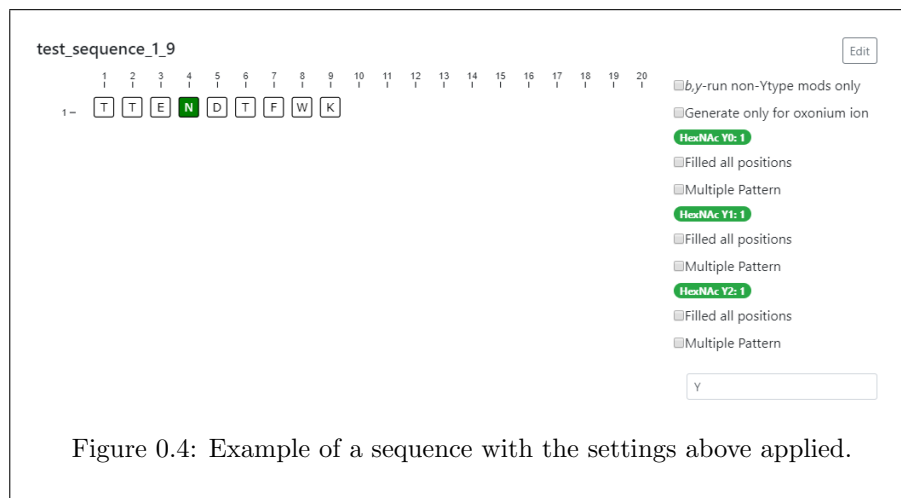 test_sequence_1_9
Edit
1 2 3 4 5 6 7 8 9 10 11 12 13 14 15 16 17 18 19 20
1 – T T E N D T F W K
b,y-run non-Ytype mods only
Generate only for oxonium ion
HexNAc Y0: 1
Filled all positions
Multiple Pattern
HexNAc Y1: 1
Filled all positions
Multiple Pattern
HexNAc Y2: 1
Filled all positions
Multiple Pattern
Y
Figure 0.4: Example of a sequence with the settings above applied.